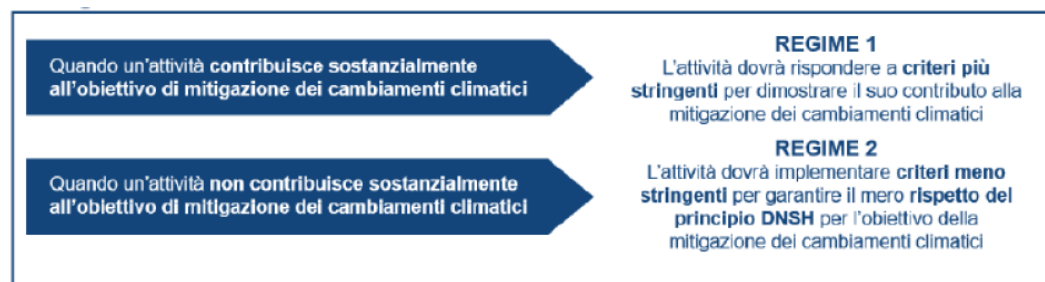 Quando un'attività contribuisce sostanzialmente
all'obiettivo di mitigazione dei cambiamenti climatici
REGIME 1
L'attività dovrà rispondere a criteri più
stringenti per dimostrare il suo contributo alla
mitigazione dei cambiamenti climatici
Quando un'attività non contribuisce sostanzialmente
all'obiettivo di mitigazione dei cambiamenti climatici
REGIME 2
L'attività dovrà implementare criteri meno
stringenti per garantire il mero rispetto del
principio DNSH per l'obiettivo della
mitigazione dei cambiamenti climatici